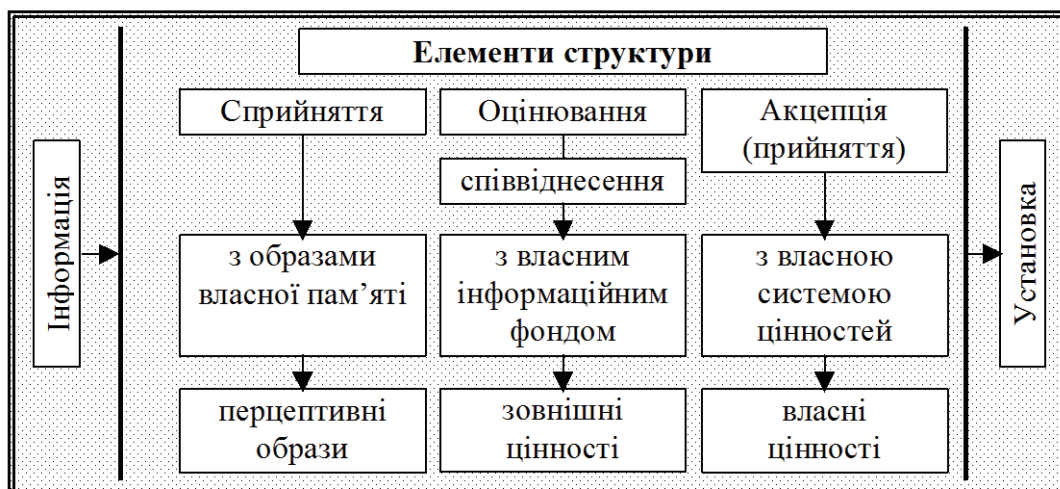 Елементи структури
Інформація
Сприйняття
Оцінювання
Акцепція
(прийняття)
співвіднесення
з образами
власної пам’яті
з власним
інформаційним
фондом
з власною
системою
цінностей
перцептивні
образи
зовнішні
цінності
власні
цінності
Установка